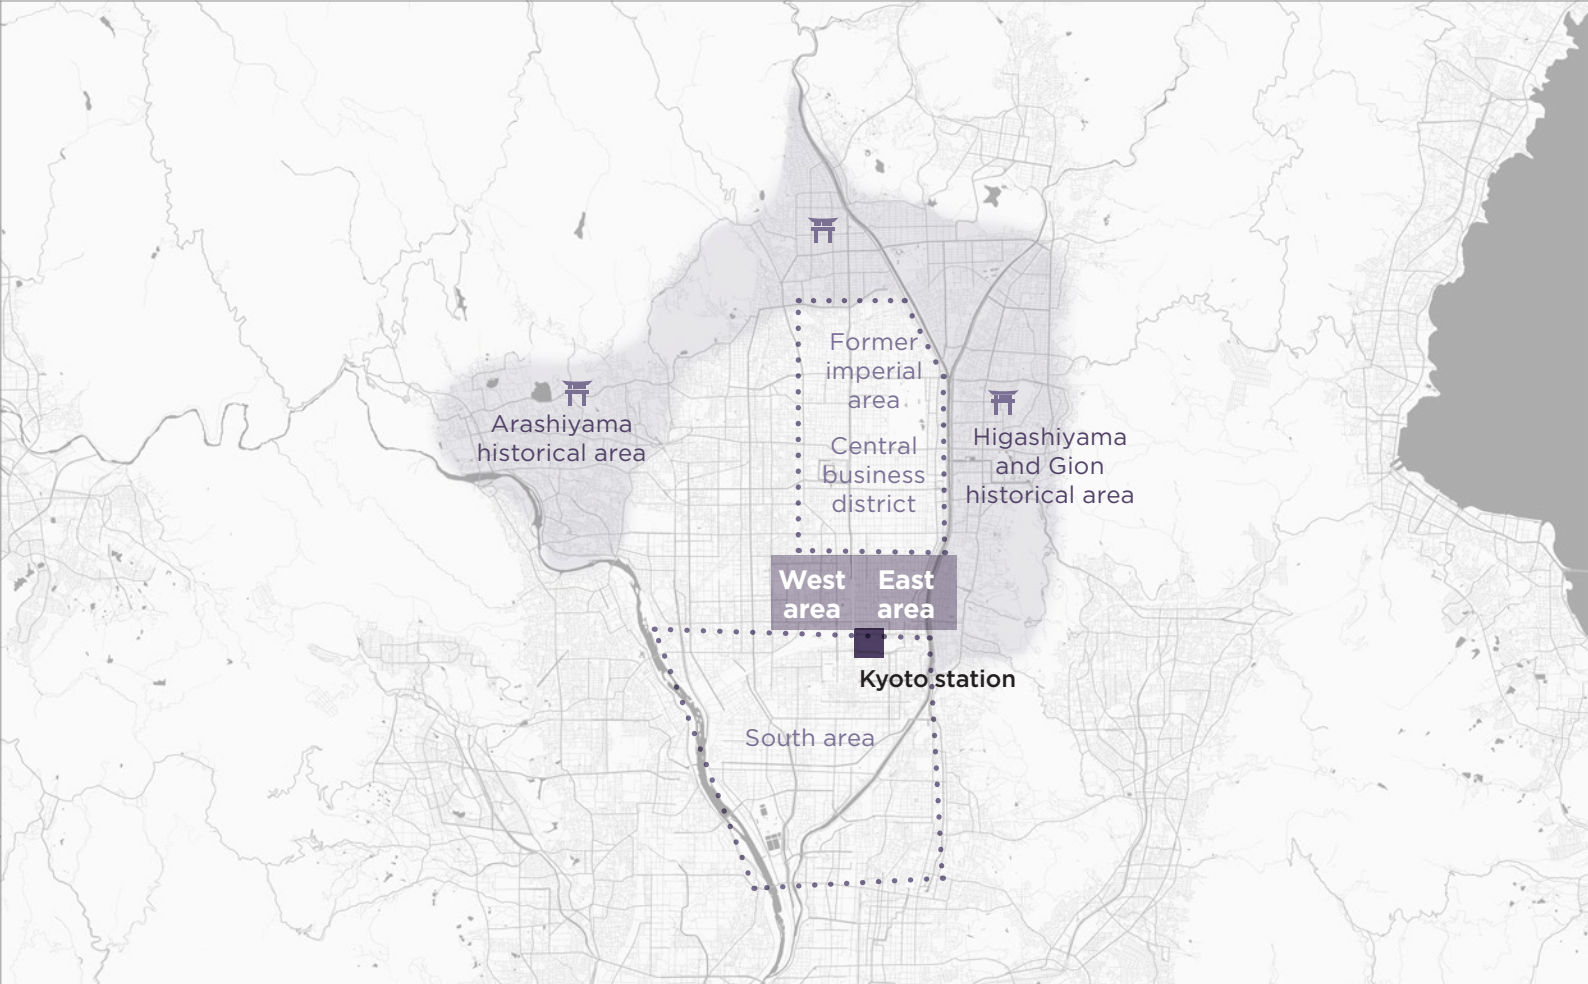 Former
imperial
area
Arashiyama
historical area
Central
business
district
Higashiyama
and Gion
historical area
West
area
East
area
Kyoto station
South area